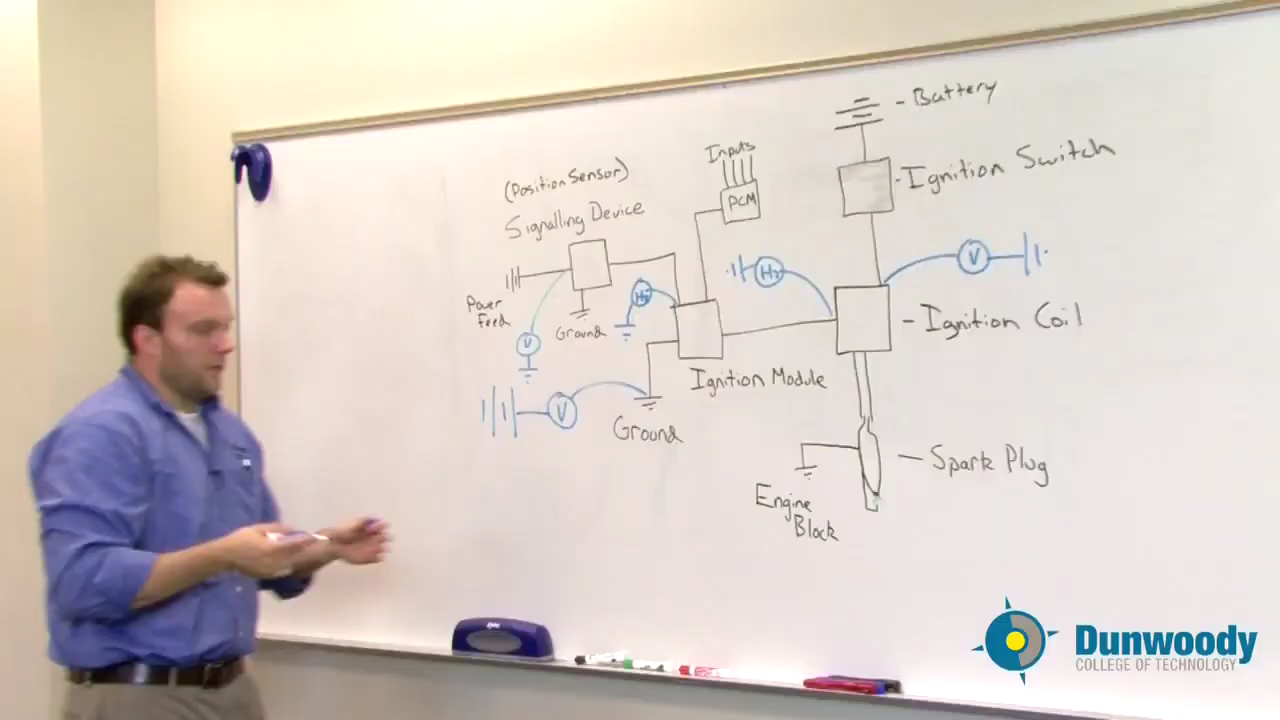 Battery
Ignition Switch
Inputs
PCM
(Position Sensor)
Signalling Device
Power
Feed
Ground
Hz
Hz
V
V
V
Ignition Coil
Ignition Module
Ground
Spark Plug
Engine
Block
Dunwoody
COLLEGE OF TECHNOLOGY